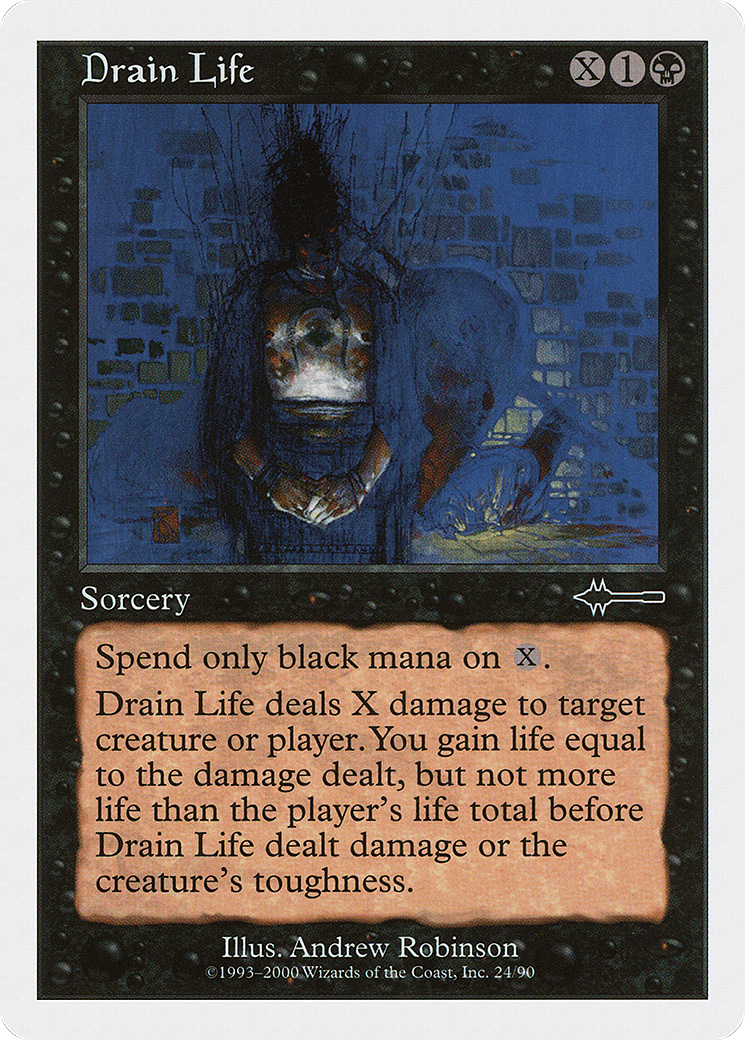 Drain Life X1
Sorcery
Spend only black mana on X.
Drain Life deals X damage to target
creature or player. You gain life equal
to the damage dealt, but not more
life than the player's life total before
Drain Life dealt damage or the
creature's toughness.
Illus. Andrew Robinson
©1993–2000 Wizards of the Coast, Inc. 24/90